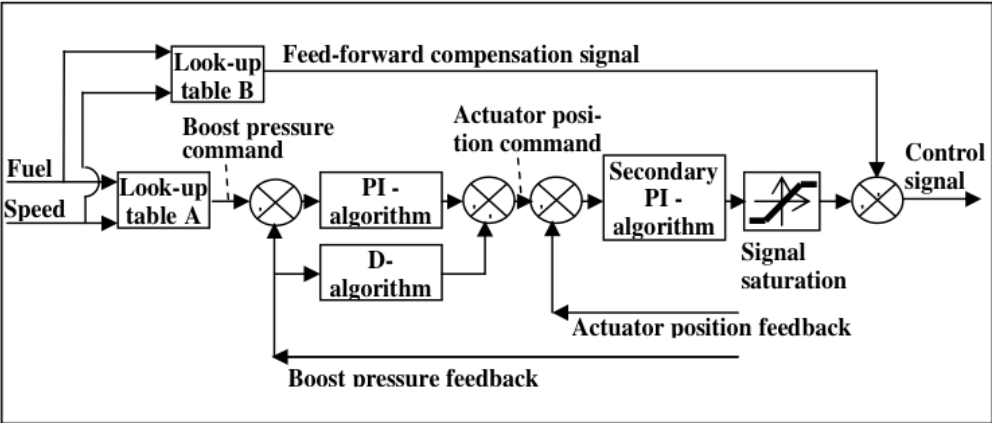 Look-up
table B
Feed-forward compensation signal
Boost pressure
command
Actuator posi-
tion command
Fuel
Speed
Look-up
table A
PI -
algorithm
D-
algorithm
Secondary
PI -
algorithm
Control
signal
Signal
saturation
Actuator position feedback
Boost pressure feedback